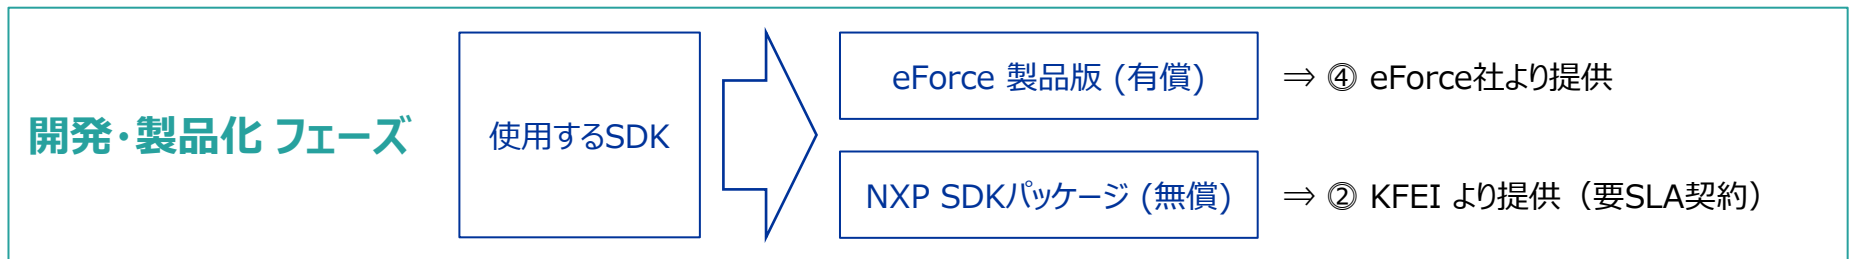 開発・製品化 フェーズ
使用するSDK
eForce 製品版 (有償)
⇒ ④ eForce社より提供
NXP SDKパッケージ (無償)
⇒ ② KFEI より提供（要SLA契約）